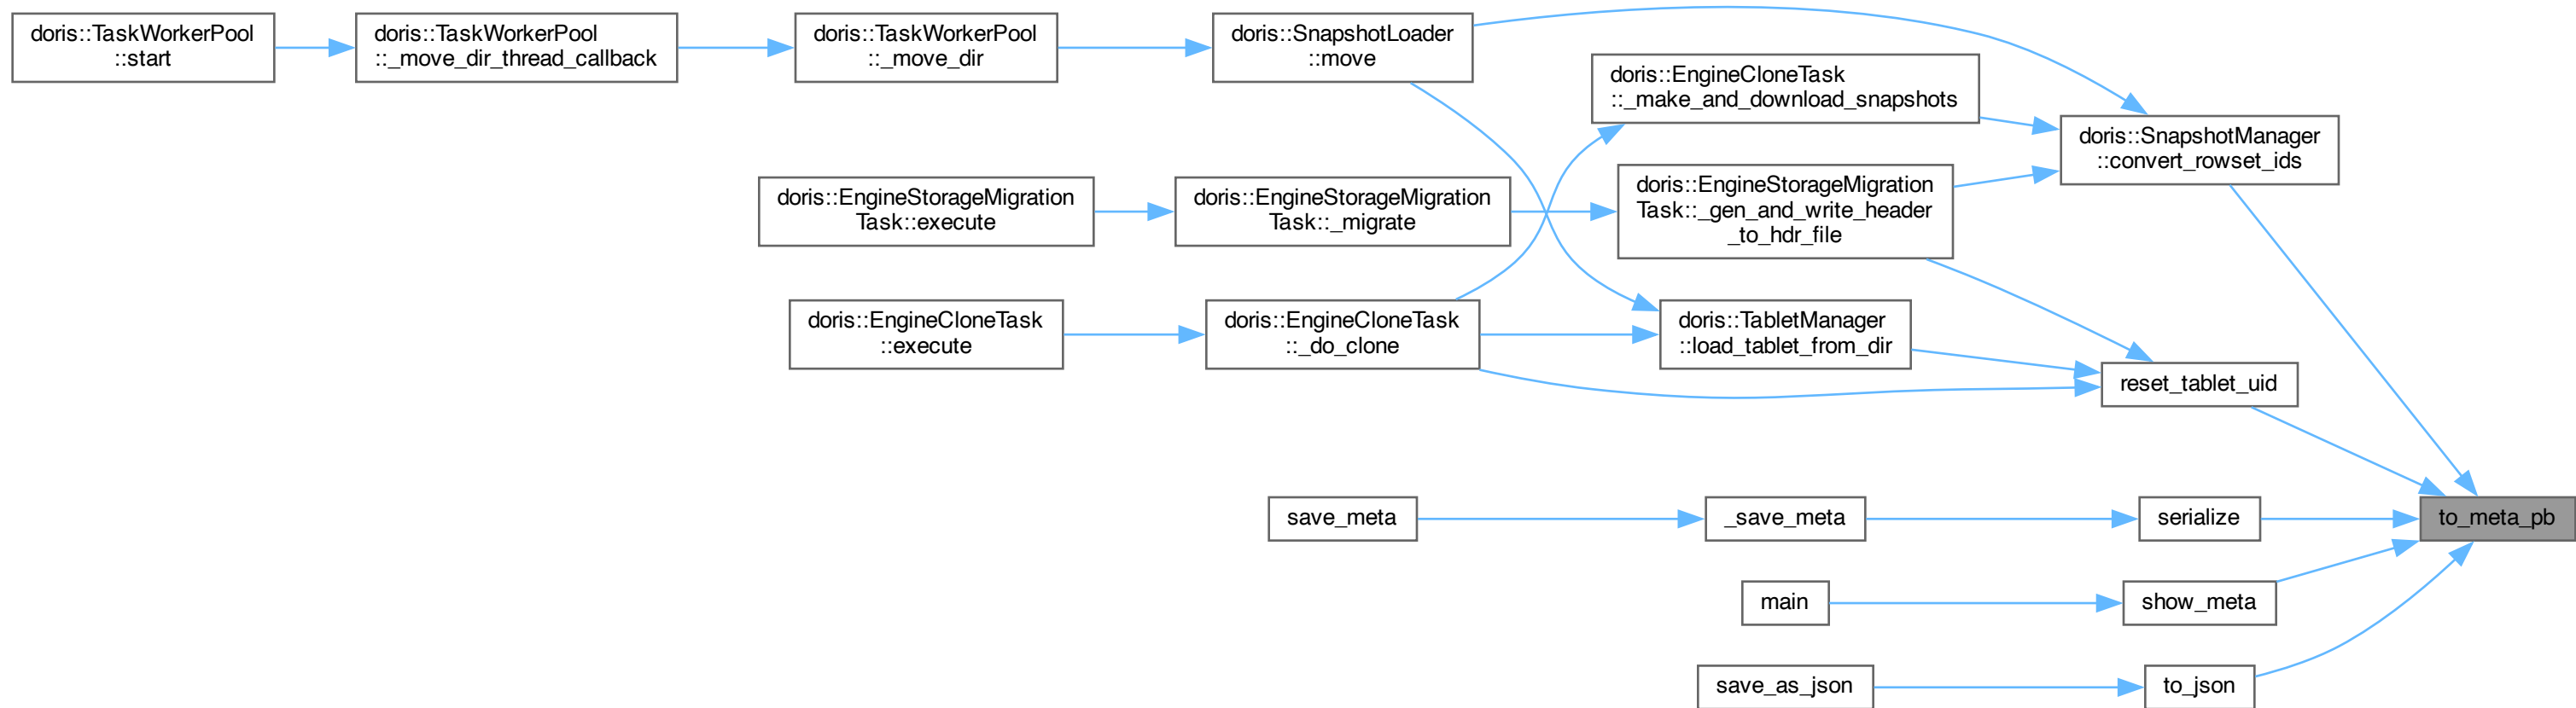 doris::TaskWorkerPool
::start
doris::TaskWorkerPool
::_move_dir_thread_callback
doris::TaskWorkerPool
::_move_dir
doris::SnapshotLoader
::move
doris::EngineCloneTask
::_make_and_download_snapshots
doris::SnapshotManager
::convert_rowset_ids
doris::EngineStorageMigration
Task::execute
doris::EngineStorageMigration
Task::_migrate
doris::EngineStorageMigration
Task::_gen_and_write_header
_to_hdr_file
doris::EngineCloneTask
::execute
doris::EngineCloneTask
::_do_clone
doris::TabletManager
::load_tablet_from_dir
reset_tablet_uid
save_meta
_save_meta
serialize
to_meta_pb
main
show_meta
save_as_json
to_json